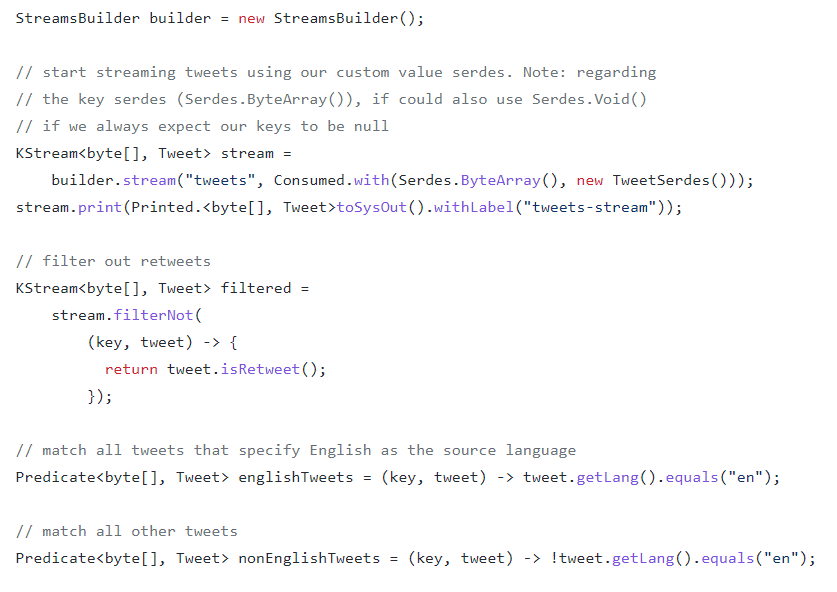 StreamsBuilder builder = new StreamsBuilder();
// start streaming tweets using our custom value serdes. Note: regarding
// the key serdes (Serdes.ByteArray()), if could also use Serdes.Void()
// if we always expect our keys to be null
KStream<byte[], Tweet> stream =
builder.stream("tweets", Consumed.with(Serdes.ByteArray(), new TweetSerdes()));
stream.print(Printed.<byte[], Tweet>toSysOut().withLabel("tweets-stream"));
// filter out retweets
KStream<byte[], Tweet> filtered =
stream.filterNot(
(key, tweet) -> {
return tweet.isRetweet();
});
// match all tweets that specify English as the source language
Predicate<byte[], Tweet> englishTweets = (key, tweet) -> tweet.getLang().equals("en");
// match all other tweets
Predicate<byte[], Tweet> nonEnglishTweets = (key, tweet) -> !tweet.getLang().equals("en");